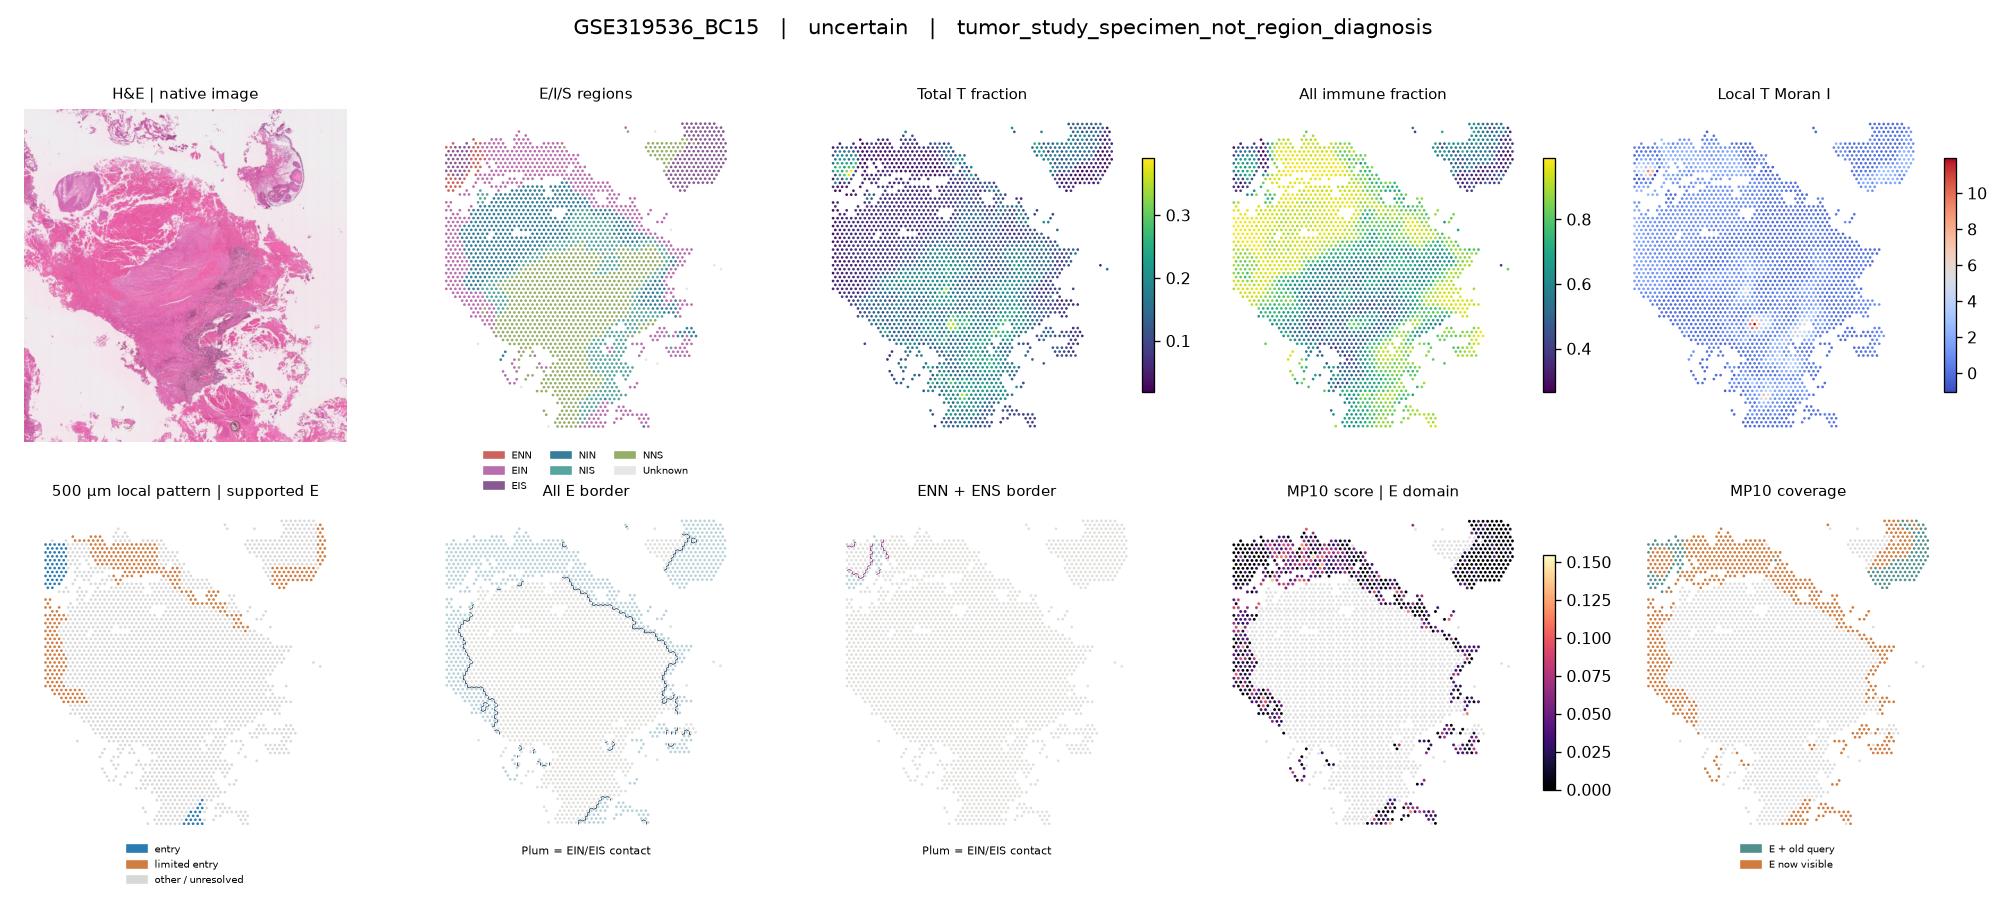 GSE319536_BC15 | uncertain | tumor_study_specimen_not_region_diagnosis
H&E | native image
E/I/S regions
Total T fraction
All immune fraction
Local T Moran I
0.3
0.2
0.1
0.8
0.6
0.4
10
8
6
4
2
0
ENN
NIN
NNS
EIN
NIS
Unknown
EIS
500 µm local pattern | supported E
All E border
ENN + ENS border
MP10 score | E domain
MP10 coverage
0.150
0.125
0.100
0.075
0.050
0.025
0.000
entry
limited entry
other / unresolved
Plum = EIN/EIS contact
Plum = EIN/EIS contact
E + old query
E now visible